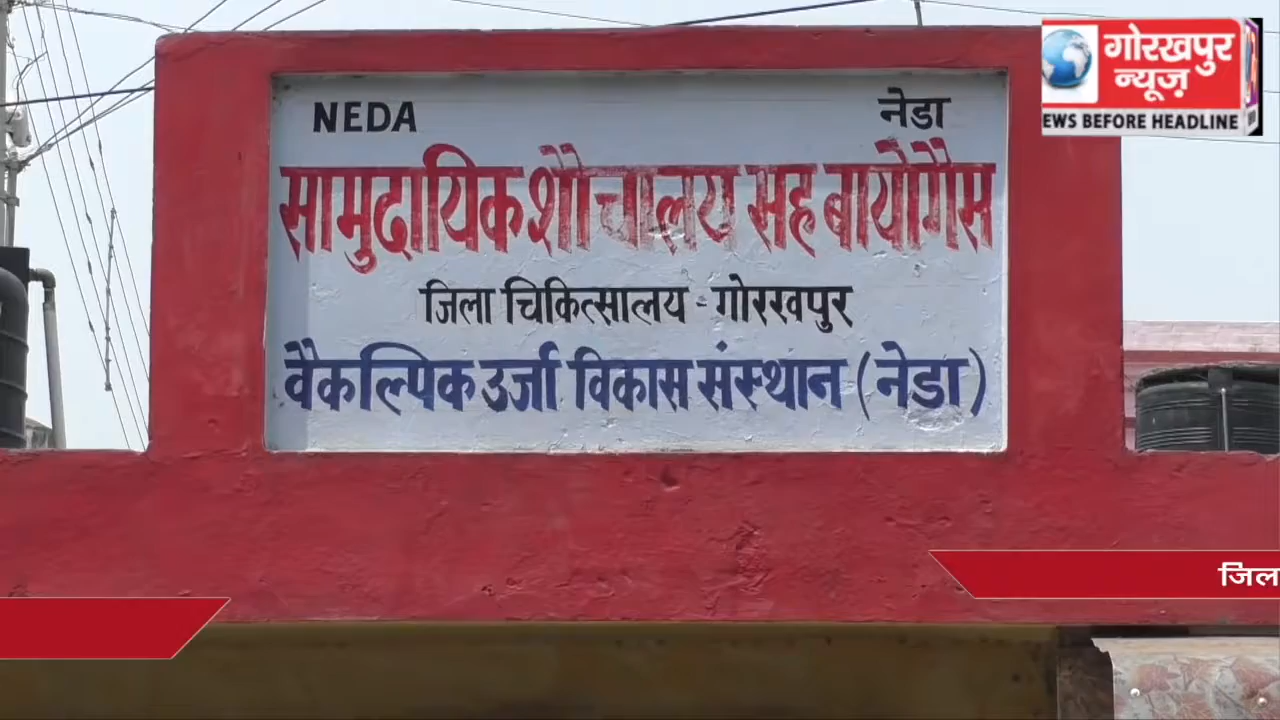 गोरखपुर
न्यूज़
EWS BEFORE HEADLINE
NEDA नेडा
सामुदायिक शौचालय सह बायोगैस
जिला चिकित्सालय - गोरखपुर
वैकल्पिक उर्जा विकास संस्थान (नेडा)
जिल